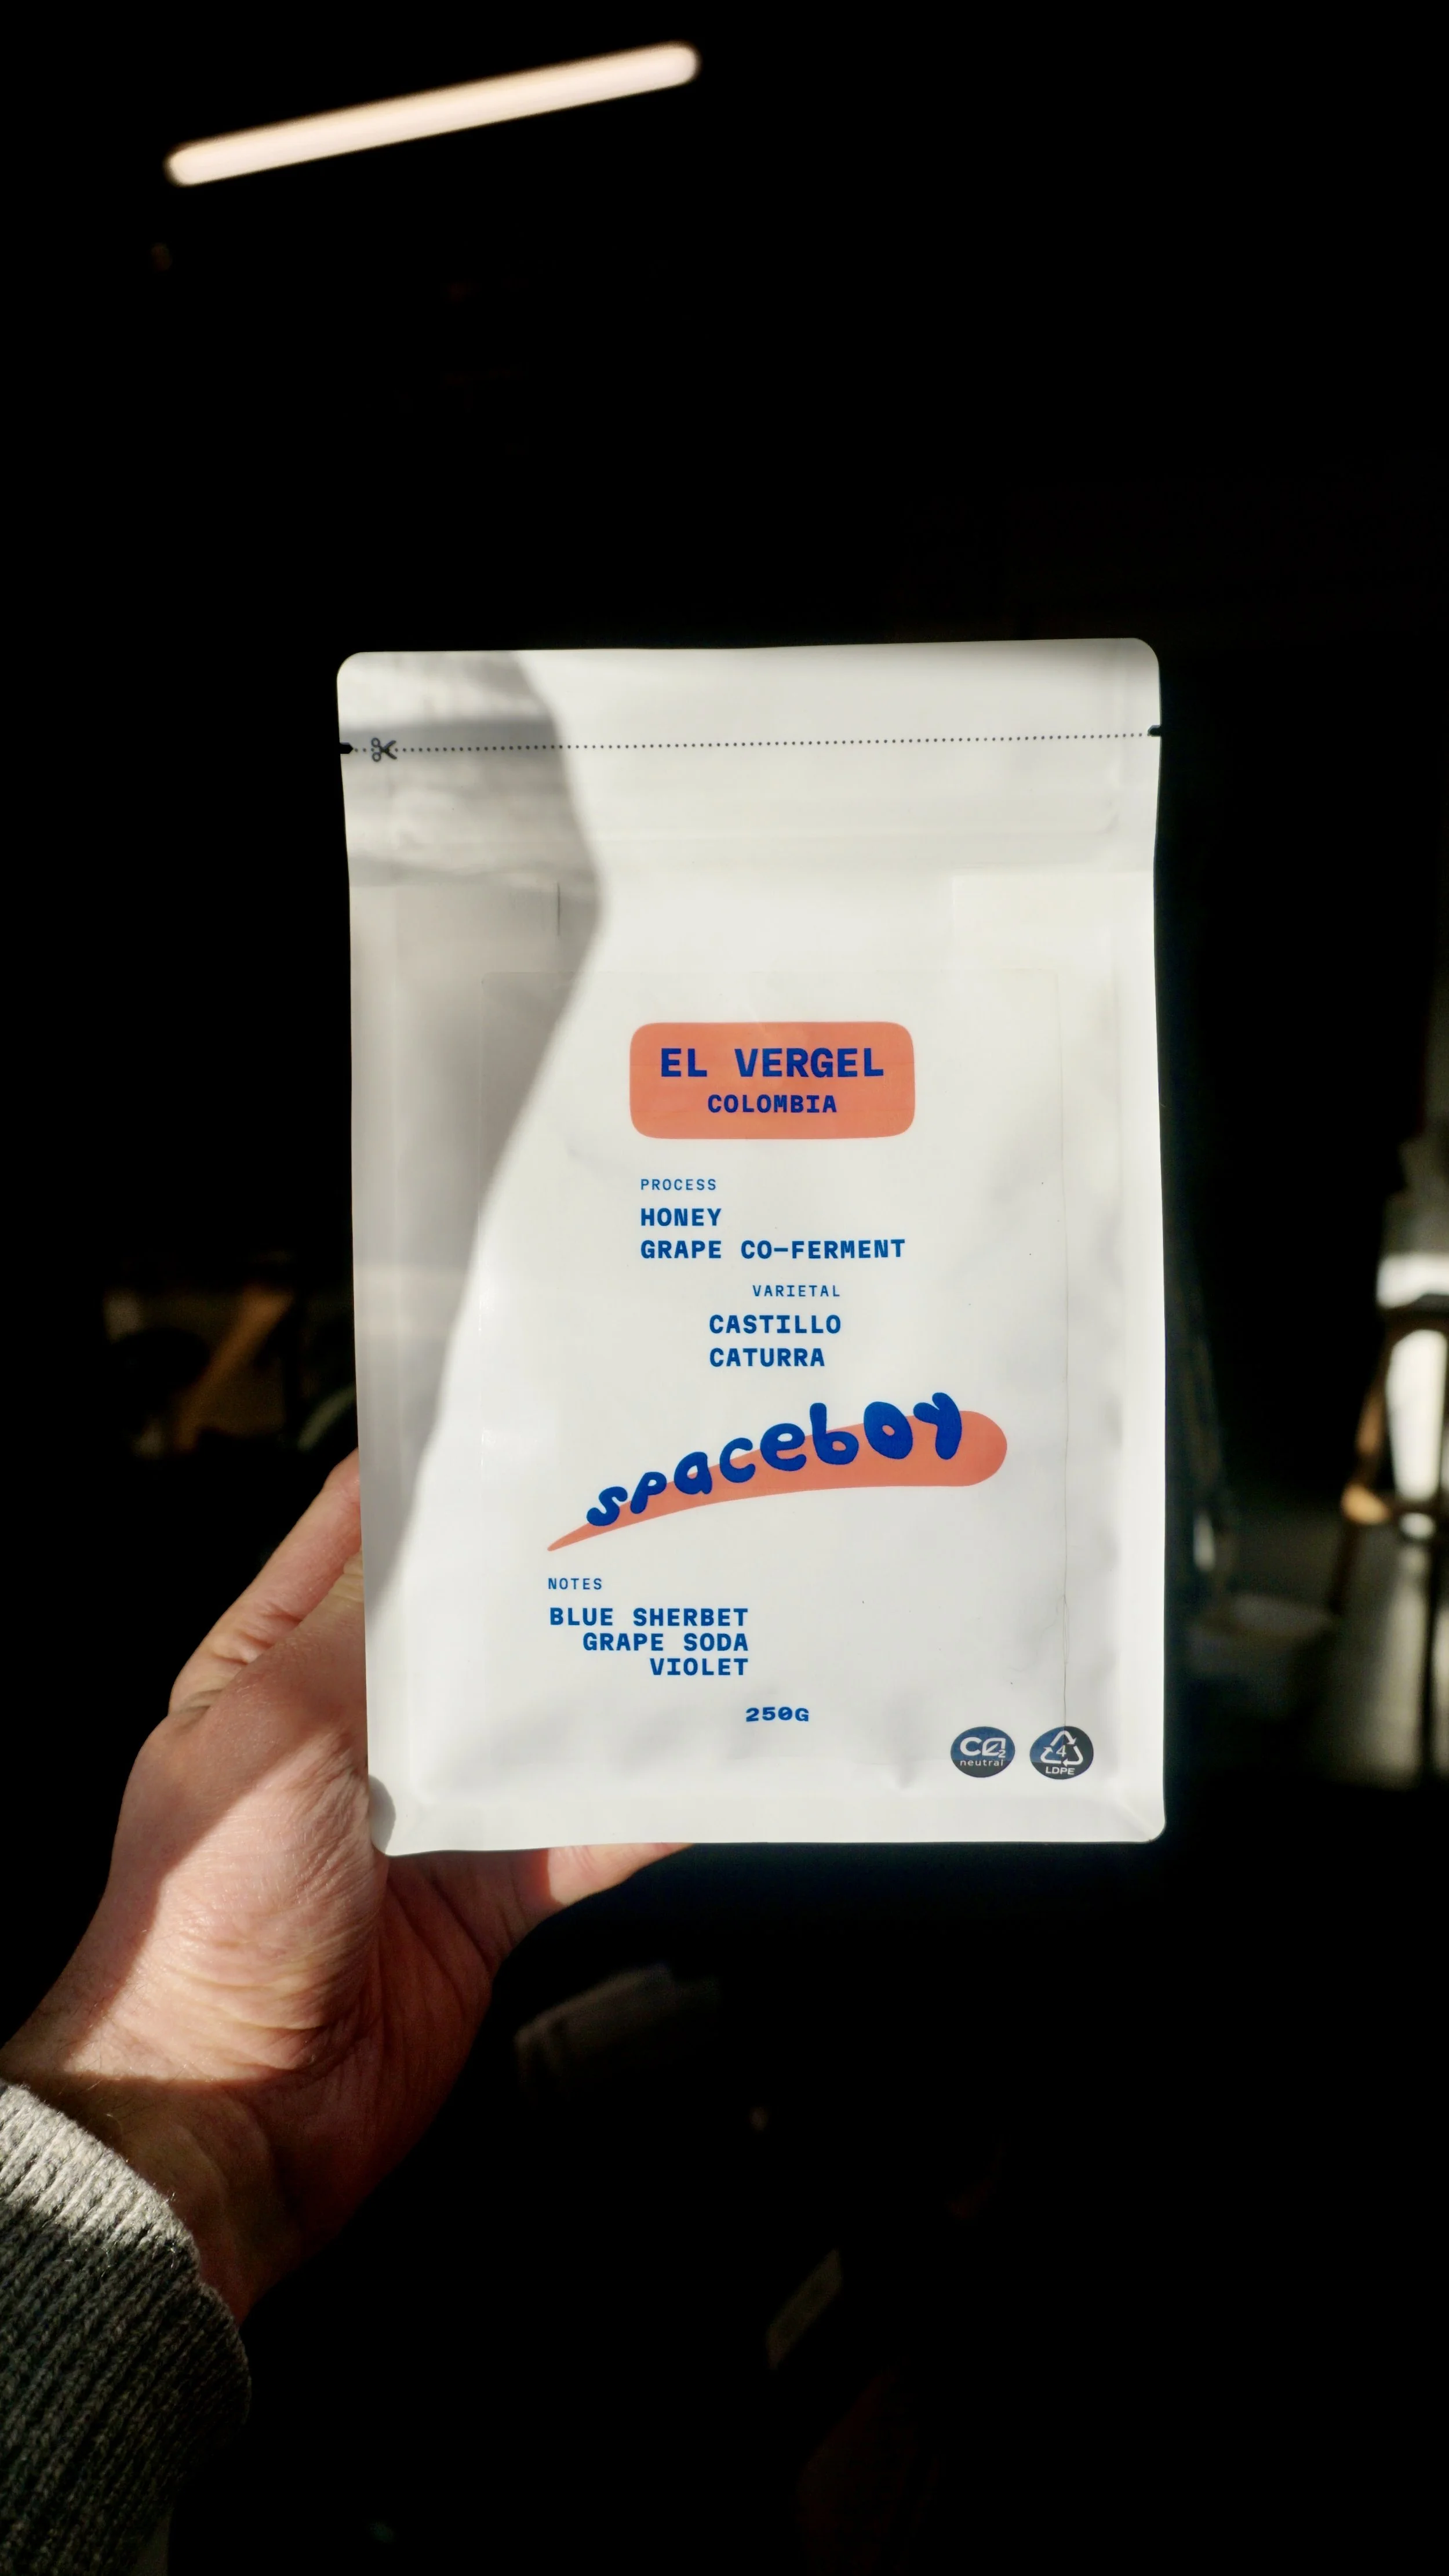 EL VERGEL
COLOMBIA
PROCESS
HONEY
GRAPE CO-FERMENT
VARIETAL
CASTILLO
CATURRA
spaceboy
NOTES
BLUE SHERBET
GRAPE SODA
VIOLET
250G
CO2
neutral
4
LDPE